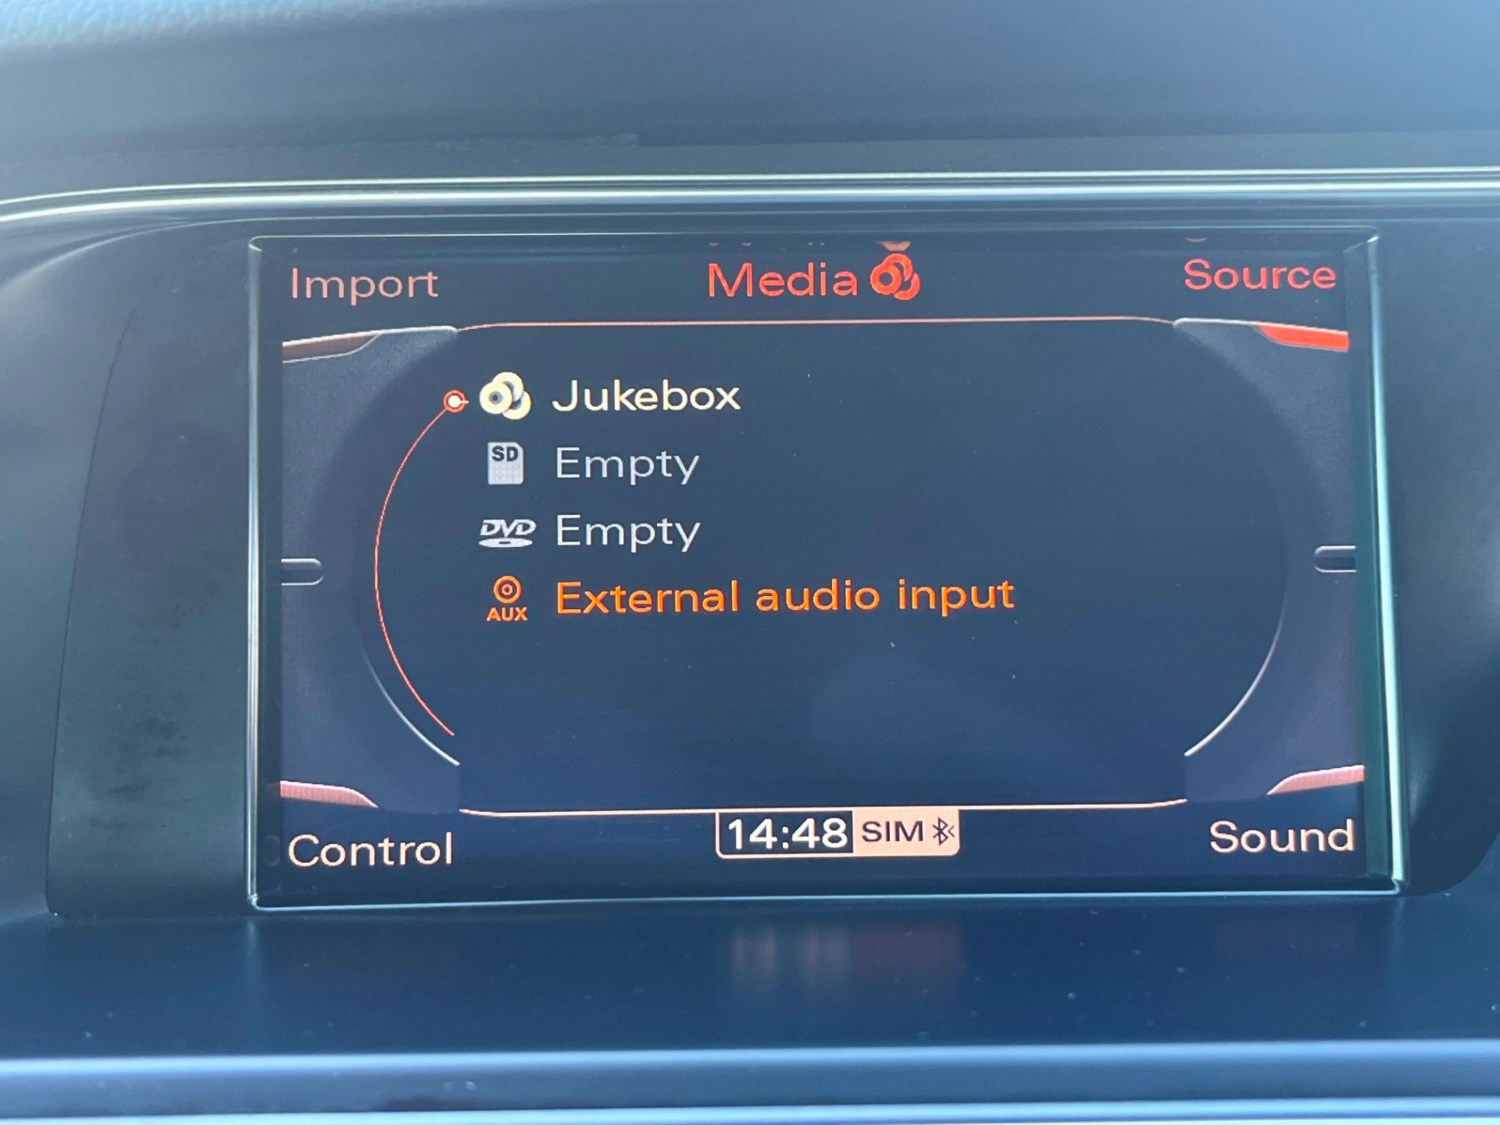 Import
Media
Source
Jukebox
SD Empty
DVD Empty
AUX External audio input
Control
14:48 SIM
Sound